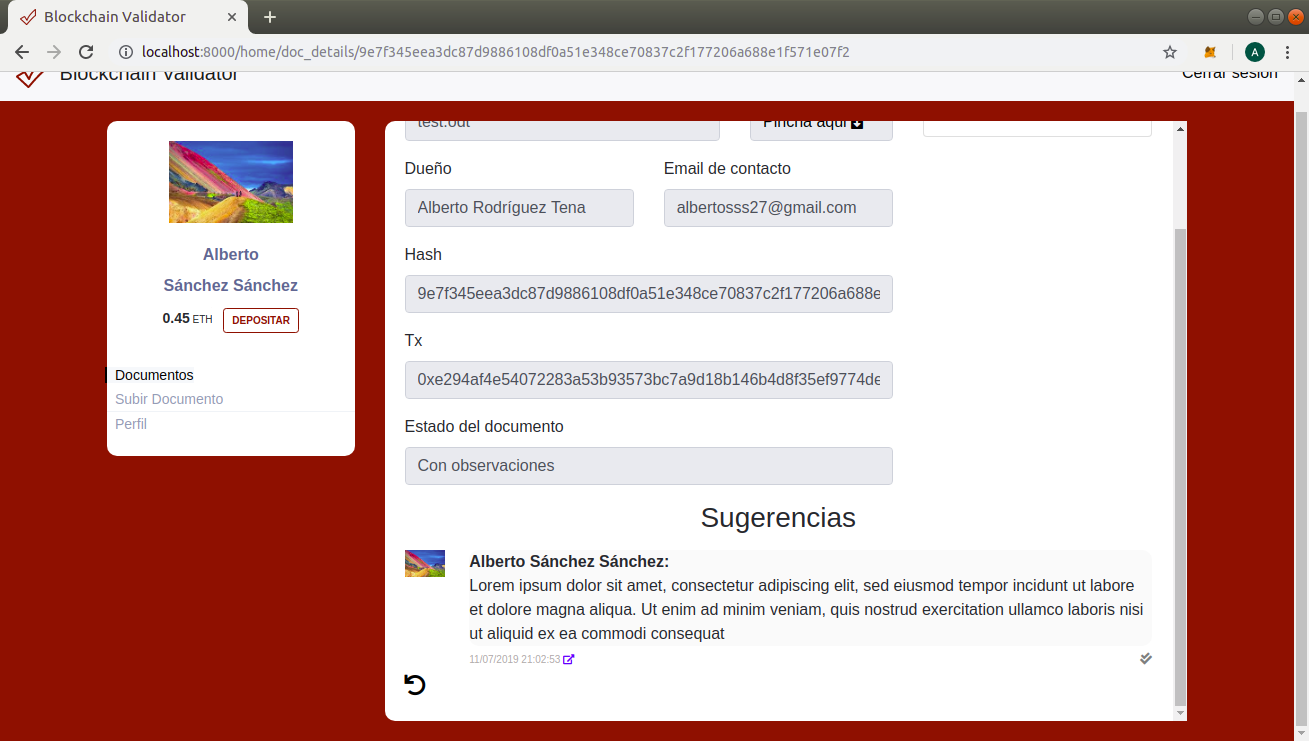 Blockchain Validator
localhost:8000/home/doc_details/9e7f345eea3dc87d9886108df0a51e348ce70837c2f177206a688e1f571e07f2
A
Blockchain Validator
Cerrar sesión
Alberto
Sánchez Sánchez
0.45 ETH DEPOSITAR
Documentos
Subir Documento
Perfil
test.odt
Pincha aquí
Dueño
Email de contacto
Alberto Rodríguez Tena
albertosss27@gmail.com
Hash
9e7f345eea3dc87d9886108df0a51e348ce70837c2f177206a688e
Tx
0xe294af4e54072283a53b93573bc7a9d18b146b4d8f35ef9774de
Estado del documento
Con observaciones
Sugerencias
Alberto Sánchez Sánchez:
Lorem ipsum dolor sit amet, consectetur adipiscing elit, sed eiusmod tempor incidunt ut labore
et dolore magna aliqua. Ut enim ad minim veniam, quis nostrud exercitation ullamco laboris nisi
ut aliquid ex ea commodi consequat
11/07/2019 21:02:53